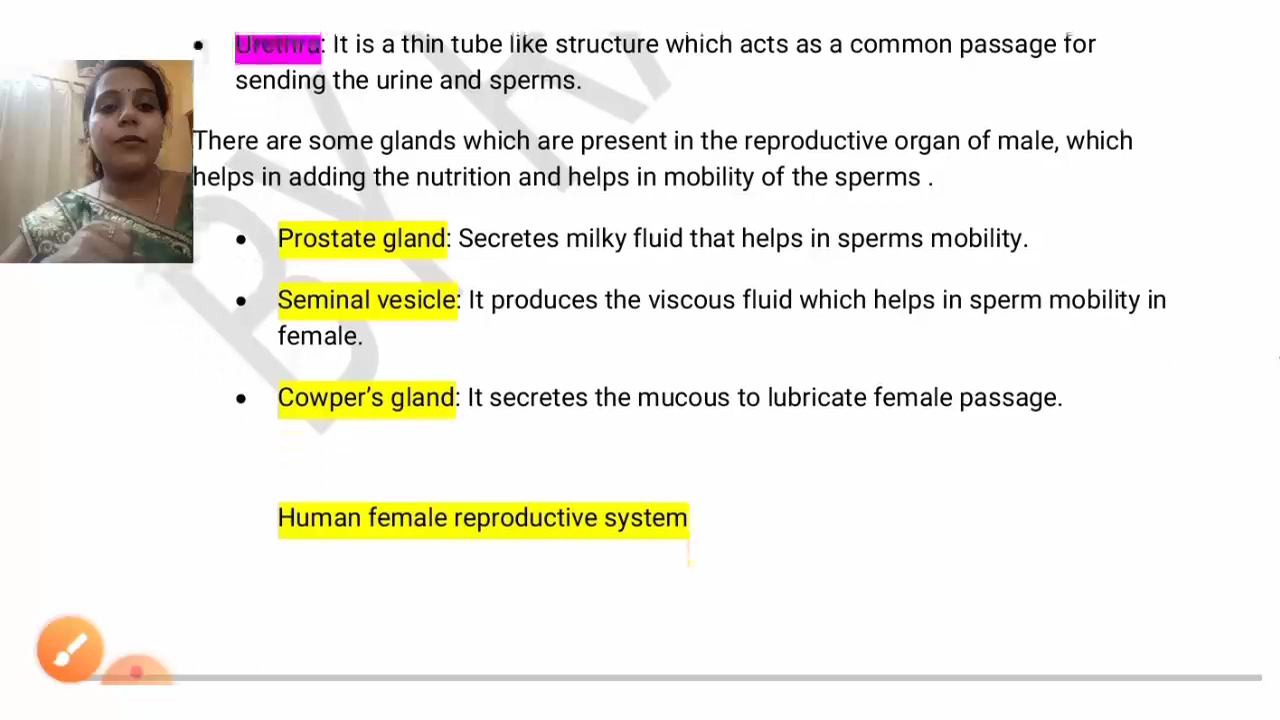 • Urethra: It is a thin tube like structure which acts as a common passage for
sending the urine and sperms.
There are some glands which are present in the reproductive organ of male, which
helps in adding the nutrition and helps in mobility of the sperms .
• Prostate gland: Secretes milky fluid that helps in sperms mobility.
• Seminal vesicle: It produces the viscous fluid which helps in sperm mobility in
female.
• Cowper’s gland: It secretes the mucous to lubricate female passage.
Human female reproductive system